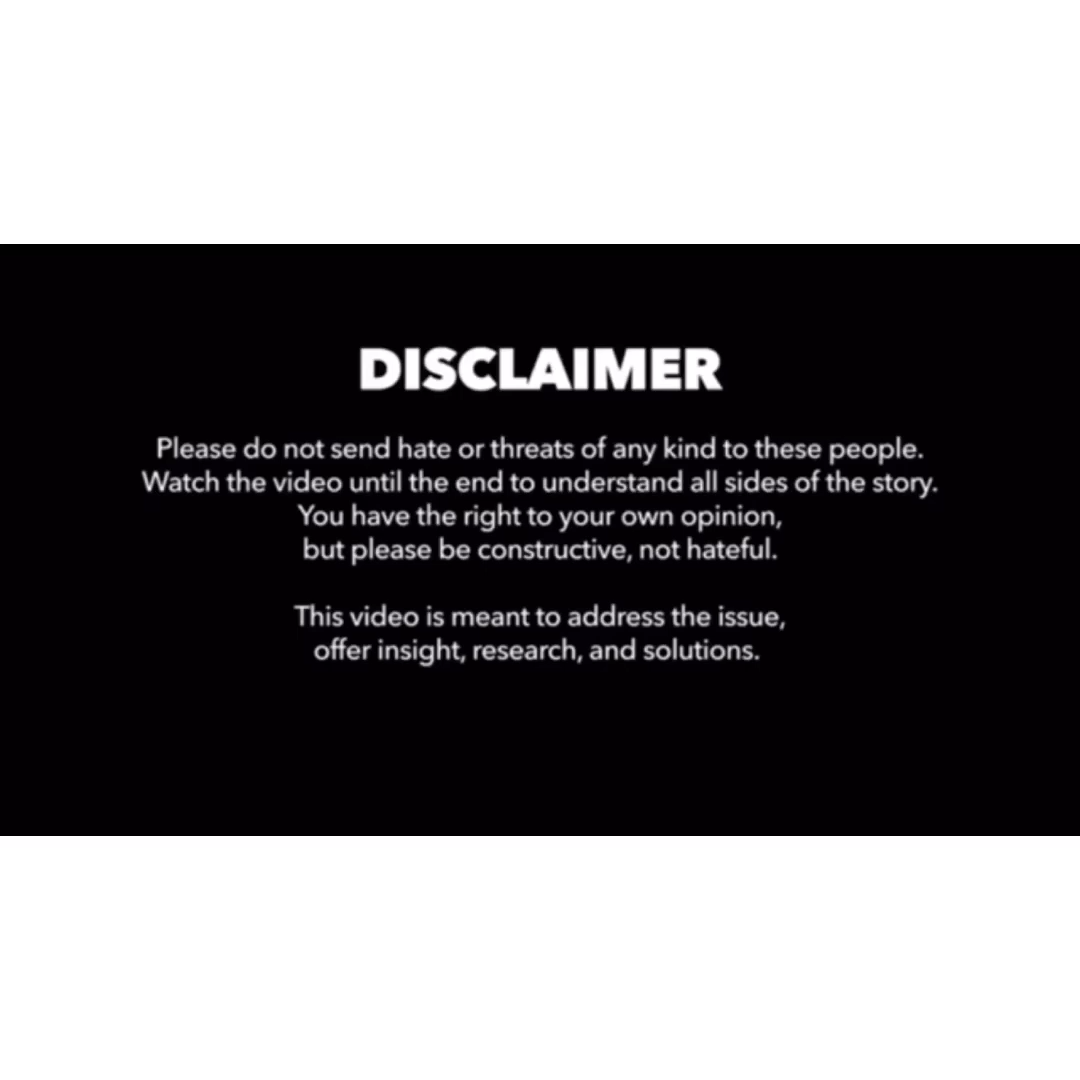 DISCLAIMER
Please do not send hate or threats of any kind to these people.
Watch the video until the end to understand all sides of the story.
You have the right to your own opinion,
but please be constructive, not hateful.
This video is meant to address the issue,
offer insight, research, and solutions.